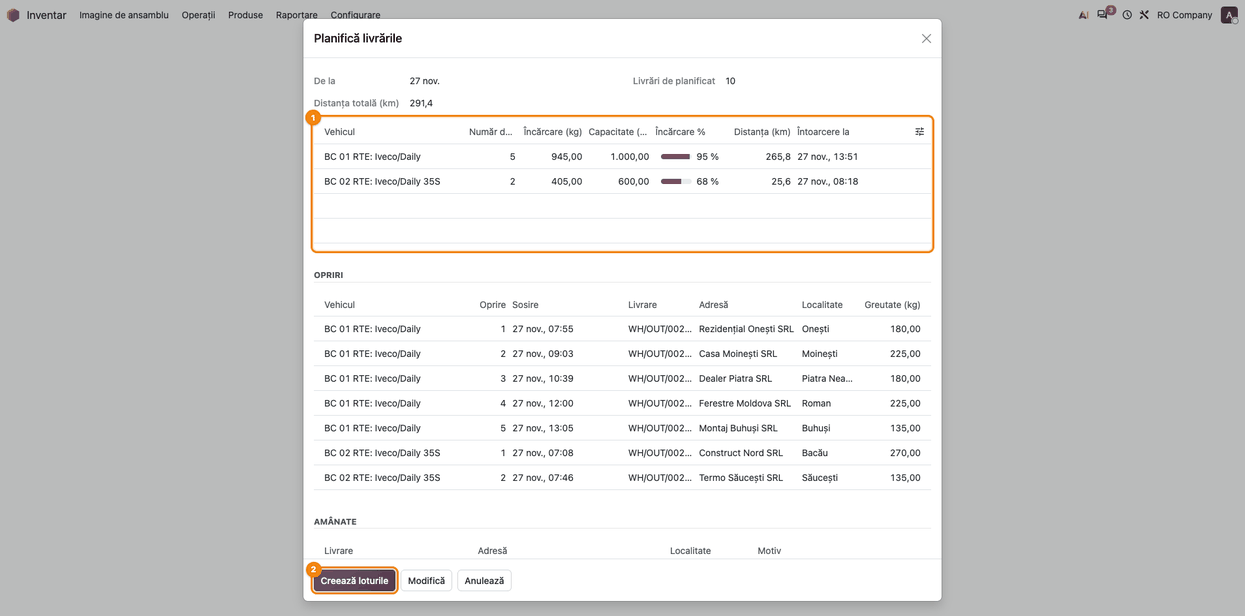 Inventar Imagine de ansamblu Operații Produse Raportare Configurare AI 3 RO Company A
Planifică livrările
De la 27 nov. Livrări de planificat 10
Distanța totală (km) 291,4
1
Vehicul Număr d... Încărcare (kg) Capacitate (... Încărcare % Distanța (km) Întoarcere la
BC 01 RTE: Iveco/Daily 5 945,00 1.000,00 95 % 265,8 27 nov., 13:51
BC 02 RTE: Iveco/Daily 35S 2 405,00 600,00 68 % 25,6 27 nov., 08:18
OPRIRI
Vehicul Oprire Sosire Livrare Adresă Localitate Greutate (kg)
BC 01 RTE: Iveco/Daily 1 27 nov., 07:55 WH/OUT/002... Rezidențial Onești SRL Onești 180,00
BC 01 RTE: Iveco/Daily 2 27 nov., 09:03 WH/OUT/002... Casa Moinești SRL Moinești 225,00
BC 01 RTE: Iveco/Daily 3 27 nov., 10:39 WH/OUT/002... Dealer Piatra SRL Piatra Nea... 180,00
BC 01 RTE: Iveco/Daily 4 27 nov., 12:00 WH/OUT/002... Ferestre Moldova SRL Roman 225,00
BC 01 RTE: Iveco/Daily 5 27 nov., 13:05 WH/OUT/002... Montaj Buhuși SRL Buhuși 135,00
BC 02 RTE: Iveco/Daily 35S 1 27 nov., 07:08 WH/OUT/002... Construct Nord SRL Bacău 270,00
BC 02 RTE: Iveco/Daily 35S 2 27 nov., 07:46 WH/OUT/002... Termo Săucești SRL Săucești 135,00
AMÂNATE
Livrare Adresă Localitate Motiv
2
Creează loturile Modifică Anulează